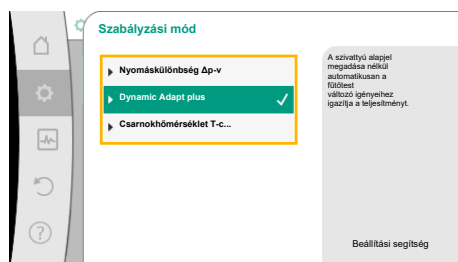 Szabályzási mód
Nyomáskülönbség Δp-v
Dynamic Adapt plus
Csarnokhőmérséklet T-c...
A szivattyú alapjel
megadása nélkül
automatikusan a
fűtőtest
változó igényeihez
igazítja a teljesítményt.
Beállítási segítség